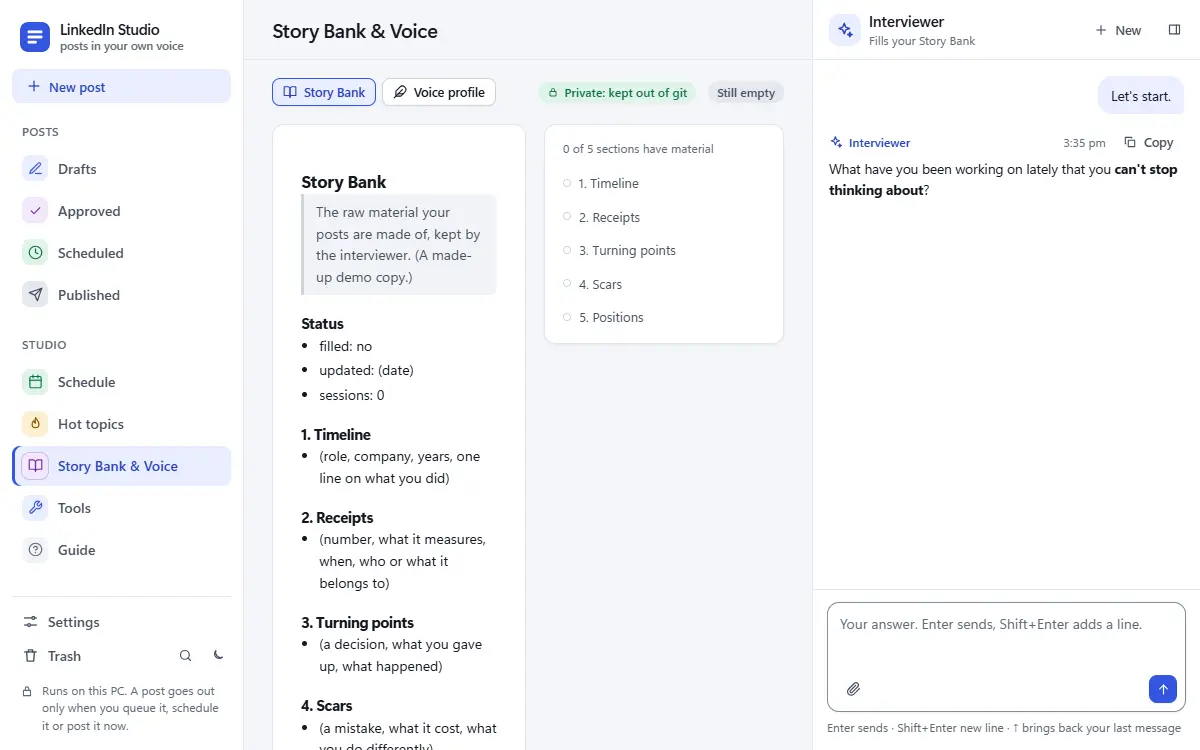 LinkedIn Studio
posts in your own voice
New post
POSTS
Drafts
Approved
Scheduled
Published
STUDIO
Schedule
Hot topics
Story Bank & Voice
Tools
Guide
Settings
Trash
Runs on this PC. A post goes out
only when you queue it, schedule
it or post it now.
Story Bank & Voice
Story Bank
Voice profile
Private: kept out of git
Still empty
Story Bank
The raw material your
posts are made of, kept by
the interviewer. (A made-
up demo copy.)
Status
filled: no
updated: (date)
sessions: 0
1. Timeline
(role, company, years, one
line on what you did)
2. Receipts
(number, what it measures,
when, who or what it
belongs to)
3. Turning points
(a decision, what you gave
up, what happened)
4. Scars
(a mistake, what it cost, what
you do differently)
0 of 5 sections have material
1. Timeline
2. Receipts
3. Turning points
4. Scars
5. Positions
Interviewer
Fills your Story Bank
New
Let's start.
Interviewer
3:35 pm
Copy
What have you been working on lately that you can't stop
thinking about?
Your answer. Enter sends, Shift+Enter adds a line.
Enter sends · Shift+Enter new line · ↑ brings back your last message